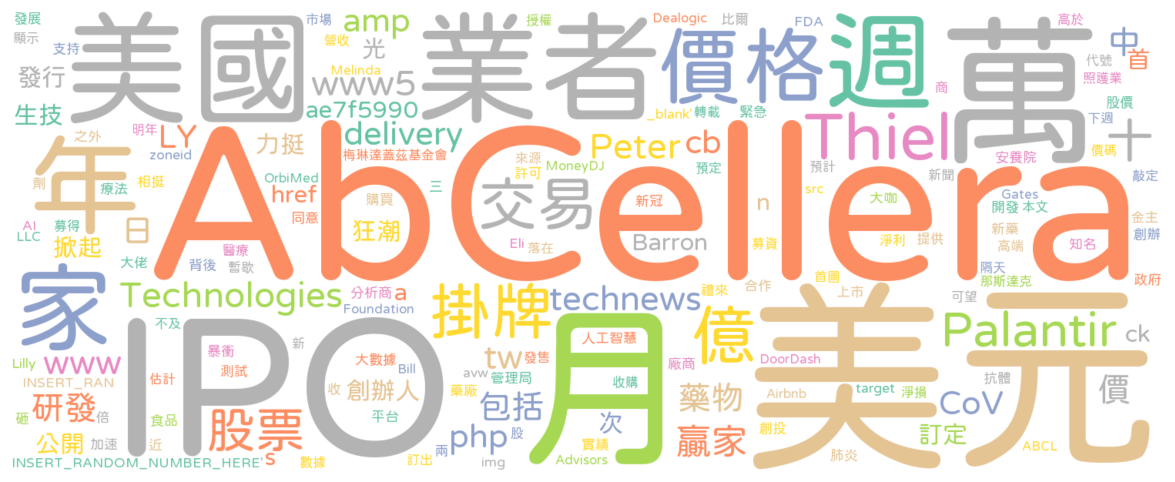 發展 市場 amp 授權 Dealogic 比爾 FDA 高於
顯示 支持 美國 營收 光 業者 價格 週 萬 中 首
發行 Melinda www5 代號 照護業
生技 ae7f5990 _blank' 轉載 緊急 商 股價
之外 明年 LY 力挺 delivery Peter cb Thiel 十 下週
年 zoneid 梅琳達蓋茲基金會 來源 MoneyDJ 預定 預計 新聞 安養院 價碼
劑 療法 相挺 OrbiMed 三 許可 src 敲定
AbCellera
AI 募得 日 href 購買 交易 新冠 n 大咖 Gates 開發 本文 金主
LLC 掀起 同意 狂潮 Eli 落在 Barron 募資 淨利 提供 新藥 高端 知名 創辦
大佬 背後 醫療 暫歇 隔天
家 Technologies 分析商 a 掛牌 technews 禮來 合作 首圖 上市 那斯達克 政府
不及 Foundation 億 美元 可望 Palantir
IPO 月 人工智慧 ck
Lilly www 暴衝 新 大數據 Bill tw 發售 廠商 DoorDash
INSERT_RAN 估計 測試 avw 管理局 收購 Airbnb target 淨損 抗體 價
研發 倍 收 創辦人 藥廠 藥物 CoV
砸 食品 股票 平台 包括 次 創投 訂定
公開 加速 近 php 股 實績 贏家 ABCL
INSERT_RANDOM_NUMBER_HERE' s 數據 訂出 兩 img Advisors 肺炎